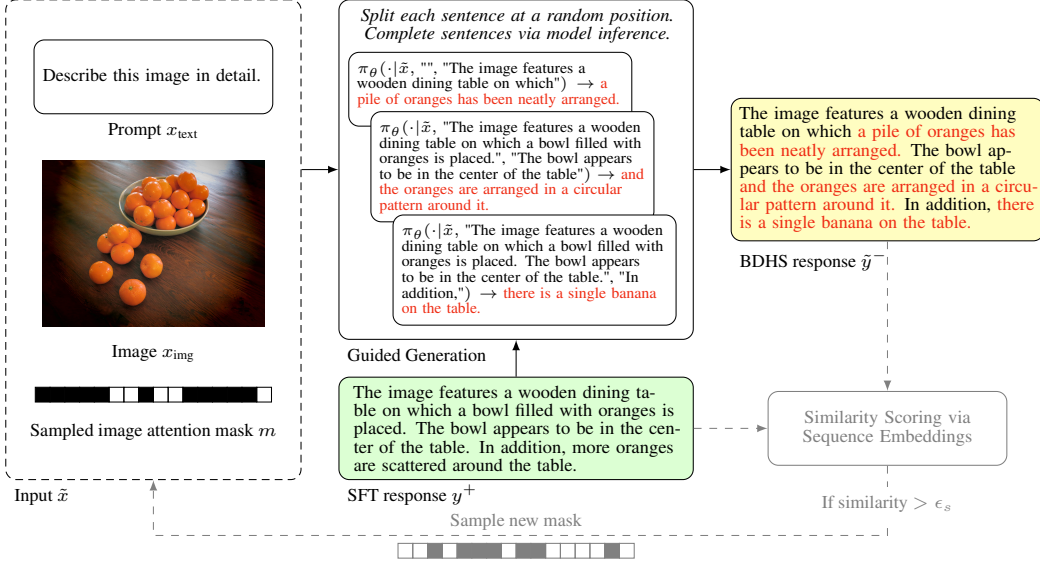 Describe this image in detail.
Prompt x_text
Image x_img
Sampled image attention mask m
Input x̃
Split each sentence at a random position.
Complete sentences via model inference.
π_θ(·|x̃, "", "The image features a
wooden dining table on which") → a
pile of oranges has been neatly arranged.
π_θ(·|x̃, "The image features a wooden
dining table on which a bowl filled with
oranges is placed.", "The bowl appears
to be in the center of the table") → and
the oranges are arranged in a circular
pattern around it.
π_θ(·|x̃, "The image features a wooden
dining table on which a bowl filled with
oranges is placed. The bowl appears
to be in the center of the table.", "In
addition,") → there is a single banana
on the table.
Guided Generation
The image features a wooden dining ta-
ble on which a bowl filled with oranges is
placed. The bowl appears to be in the cen-
ter of the table. In addition, more oranges
are scattered around the table.
SFT response y⁺
The image features a wooden dining
table on which a pile of oranges has
been neatly arranged. The bowl ap-
pears to be in the center of the table
and the oranges are arranged in a circu-
lar pattern around it. In addition, there
is a single banana on the table.
BDHS response ỹ⁻
Similarity Scoring via
Sequence Embeddings
If similarity > ϵ_s
Sample new mask